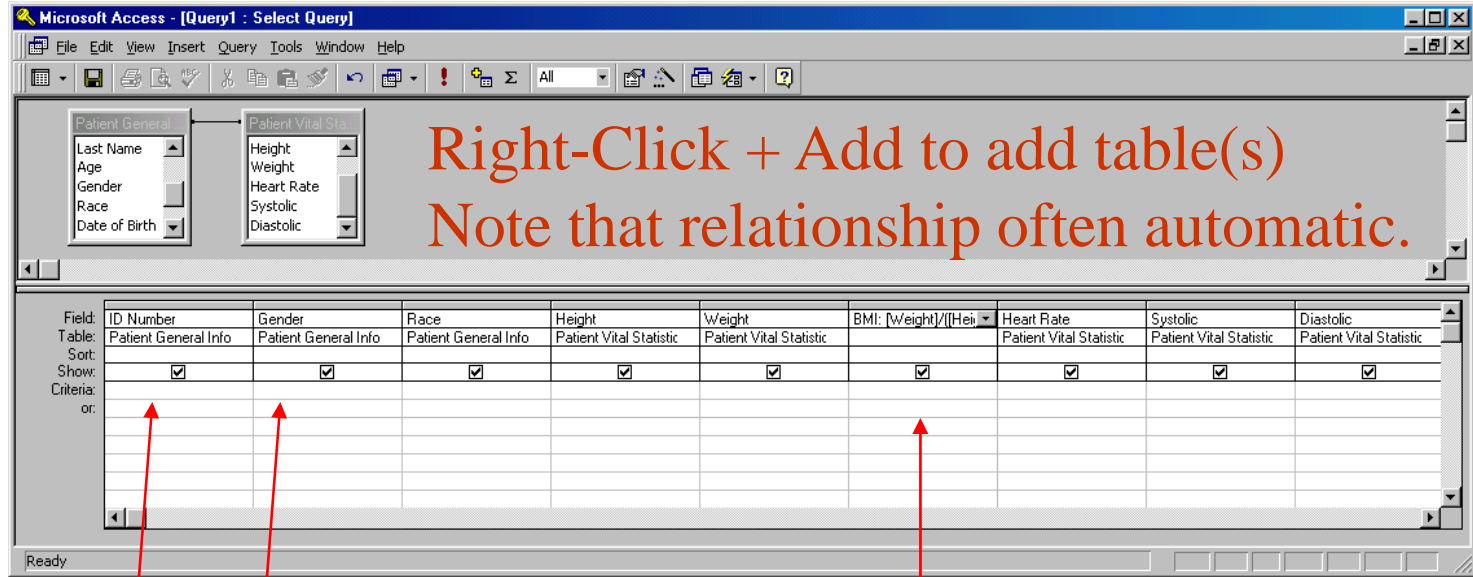 Microsoft Access - [Query1 : Select Query]
File Edit View Insert Query Tools Window Help
All
Patient General ...
Last Name
Age
Gender
Race
Date of Birth
Patient Vital Sta...
Height
Weight
Heart Rate
Systolic
Diastolic
Right-Click + Add to add table(s)
Note that relationship often automatic.
Field: ID Number Gender Race Height Weight BMI: [Weight]/([Hei Heart Rate Systolic Diastolic
Table: Patient General Info Patient General Info Patient General Info Patient Vital Statistic Patient Vital Statistic Patient Vital Statistic Patient Vital Statistic Patient Vital Statistic
Sort:
Show:
Criteria:
or:
Ready